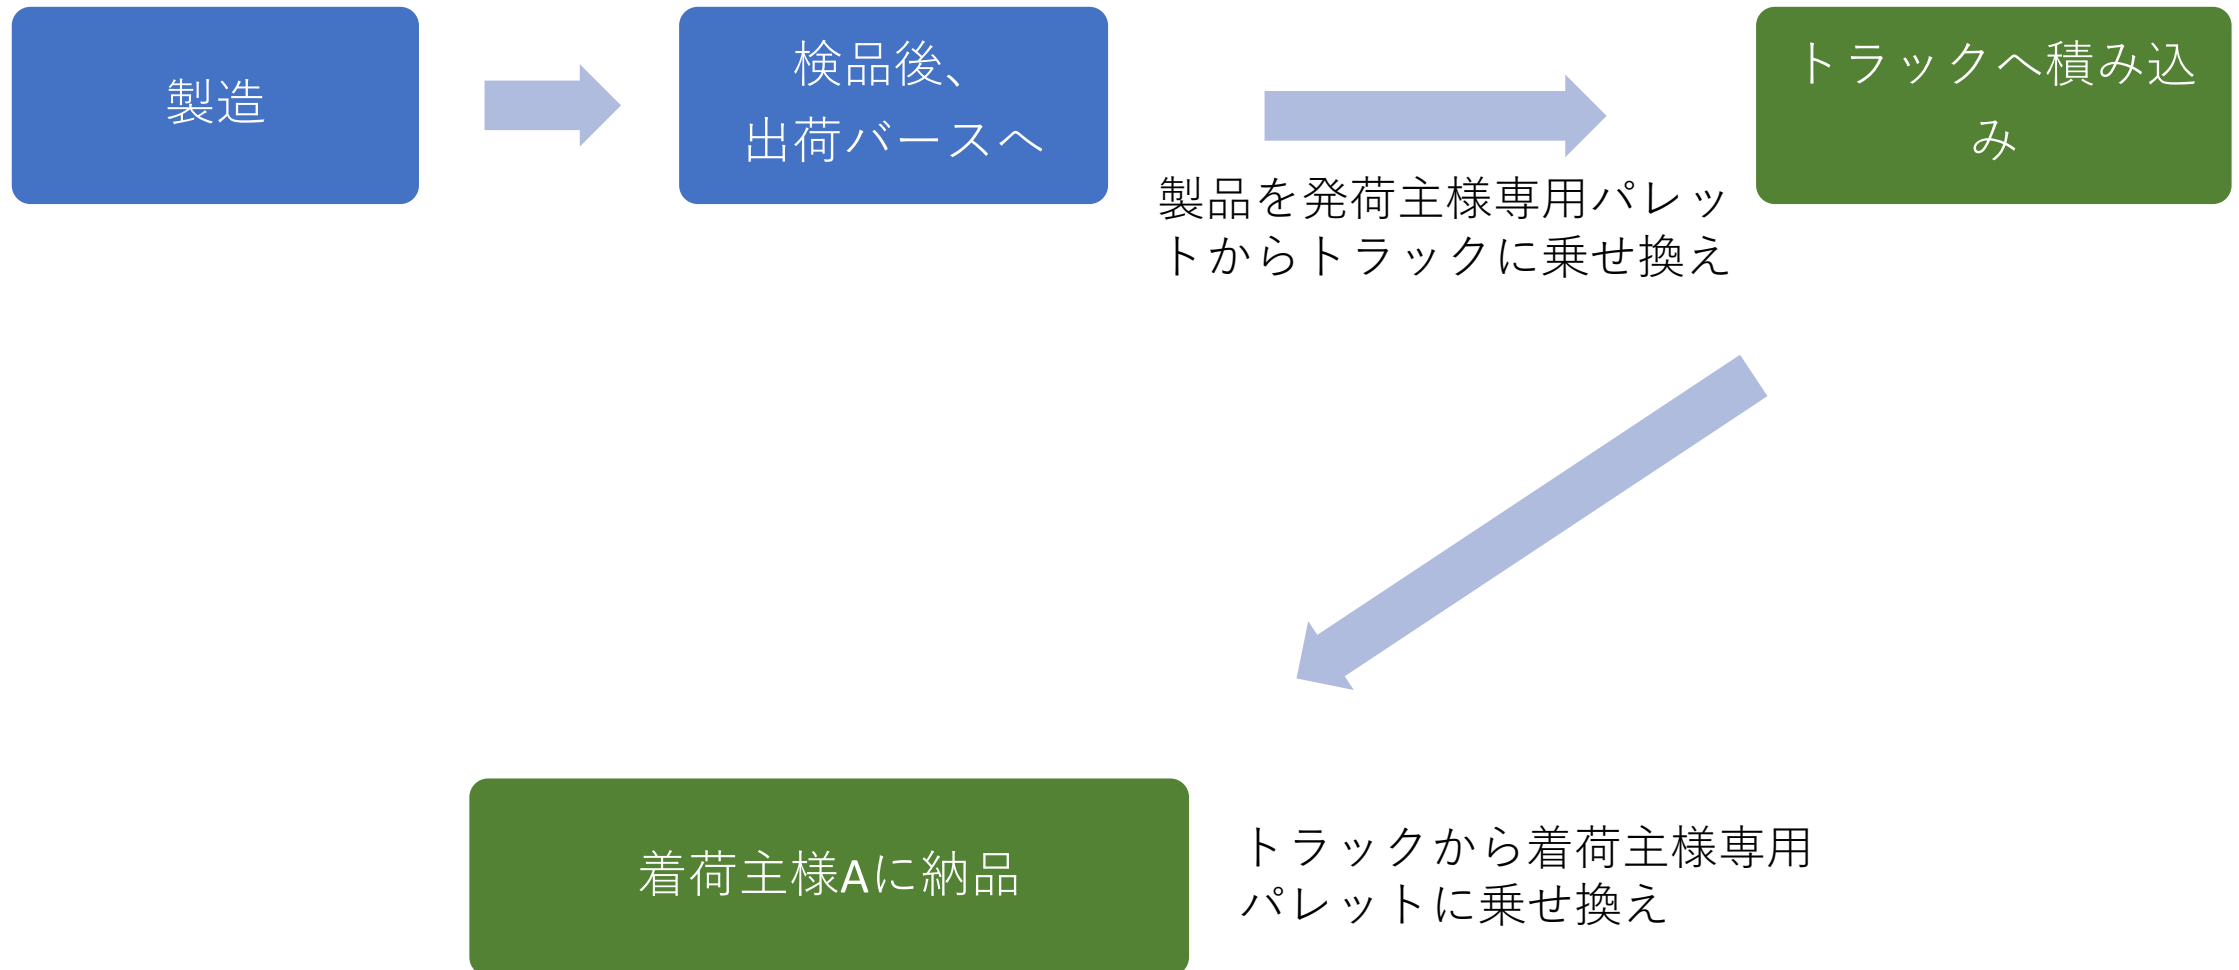 製造
検品後、
出荷バースへ
トラックへ積み込
み
製品を発荷主様専用パレッ
トからトラックに乗せ換え
着荷主様Aに納品
トラックから着荷主様専用
パレットに乗せ換え